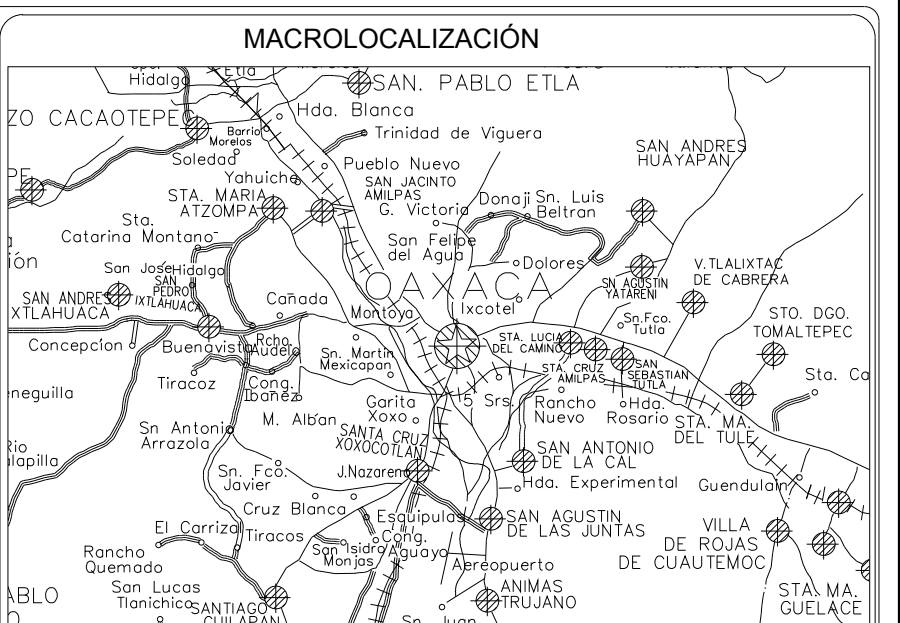 MACROLOCALIZACIÓN
Hidalgo
Etla
SAN. PABLO ETLA
Hda. Blanca
ZO CACAOTEPEC
Barrio
Morelos
Trinidad de Viguera
Soledad
SAN ANDRES
HUAYAPAN
Pueblo Nuevo
Yahuiche
SAN JACINTO
AMILPAS
STA. MARIA
ATZOMPA
G. Victoria
Donaji
Sn. Luis
Beltran
Sta.
Catarina Montano
San Felipe
del Agua
Dolores
ión
San José
Hidalgo
SAN
PEDRO
IXTLAHUACA
OAXACA
SN AGUSTIN
YATARENI
V.TLALIXTAC
DE CABRERA
SAN ANDRES
XTLAHUACA
Cañada
Montoya
Ixcotel
Sn.Fco.
Tutla
STO. DGO.
TOMALTEPEC
Concepcíon
Buenavista
Rcho.
Audelo
Sn. Martin
Mexicapan
STA. LUCIA
DEL CAMINO
STA. CRUZ
AMILPAS
SAN
SEBASTIAN
TUTLA
Sta. Ca
Tiracoz
Cong.
Ibañez
neguilla
Garita
Xoxo
5 Srs.
Rancho
Nuevo
Hda.
Rosario
M. Albán
STA. MA.
DEL TULE
Sn Antonio
Arrazola
SANTA CRUZ
XOXOCOTLAN
Rio
alapilla
SAN ANTONIO
DE LA CAL
Sn. Fco.
Javier
J.Nazareno
Hda. Experimental
Guendulain
Cruz Blanca
Esquipulas
SAN AGUSTIN
DE LAS JUNTAS
VILLA
DE ROJAS
DE CUAUTEMOC
El Carrizal
Tiracos
San Isidro
Monjas
Cong.
Aguayo
Rancho
Quemado
Aereopuerto
San Lucas
Tlanichico
ANIMAS
TRUJANO
STA. MA.
GUELACE
ABLO
SANTIAGO
CUILAPAN
Sn. Juan